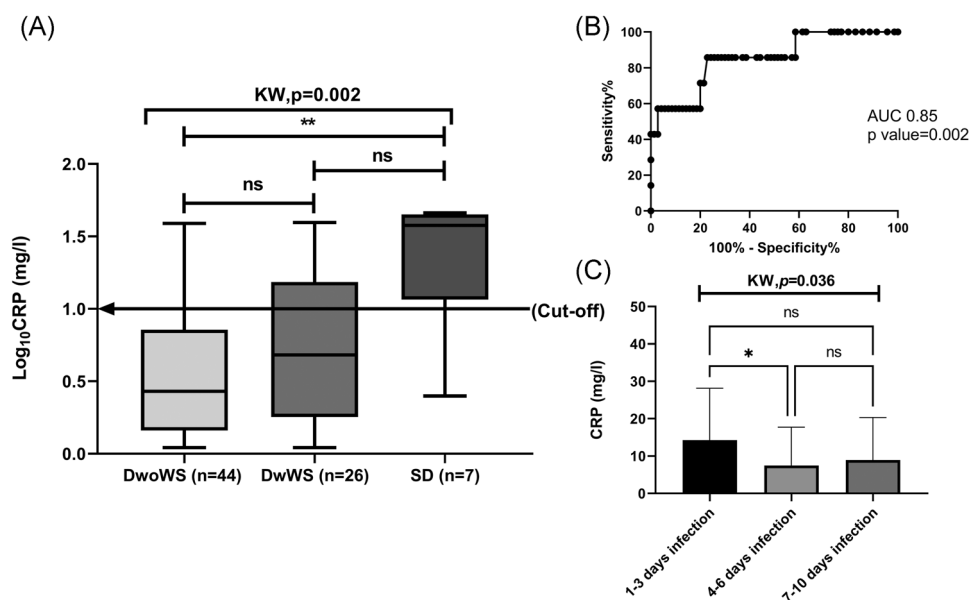 (A)
KW,p=0.002
**
ns
ns
2.0
1.5
1.0
0.5
0.0
Log₁₀CRP (mg/l)
(Cut-off)
DwoWS (n=44)
DwWS (n=26)
SD (n=7)
(B)
100
80
60
40
20
0
Sensitivity%
0
20
40
60
80
100
100% - Specificity%
AUC 0.85
p value=0.002
(C)
KW,p=0.036
ns
*
ns
50
40
30
20
10
0
CRP (mg/l)
1-3 days infection
4-6 days infection
7-10 days infection